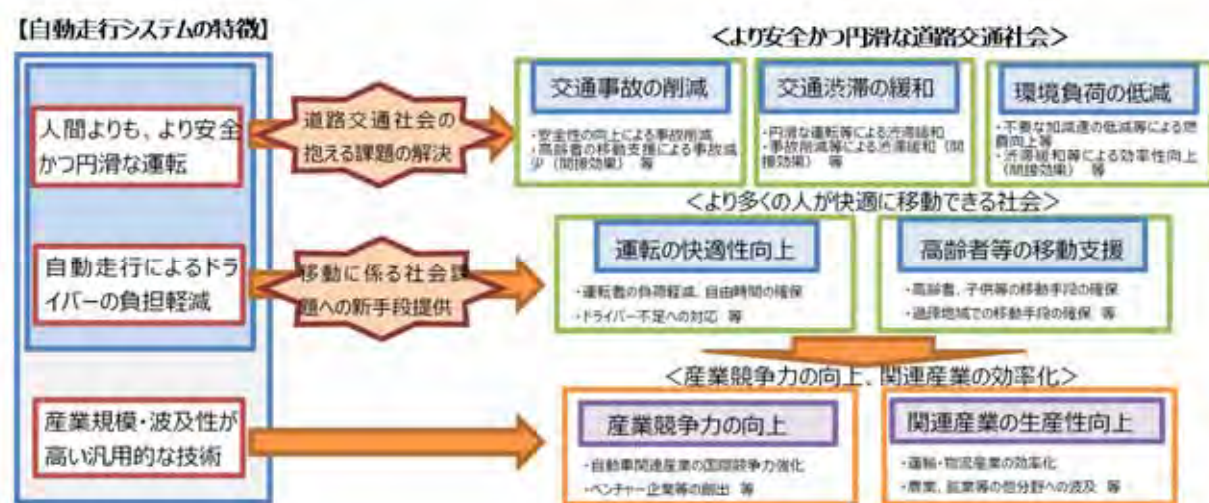 【自動走行システムの特徴】
人間よりも、より安全
かつ円滑な運転
自動走行によるドラ
イバーの負担軽減
産業規模・波及性が
高い汎用的な技術
道路交通社会の
抱える課題の解決
移動に係る社会課
題への新手段提供
<より安全かつ円滑な道路交通社会>
交通事故の削減
・安全性の向上による事故削減
・高齢者の移動支援による事故減
少（間接効果） 等
交通渋滞の緩和
・円滑な運転等による渋滞緩和
・事故削減等による渋滞緩和（間
接効果） 等
環境負荷の低減
・不要な加減速の低減等による燃
費向上等
・渋滞緩和等による効率性向上
（間接効果） 等
<より多くの人が快適に移動できる社会>
運転の快適性向上
・運転者の負荷軽減、自由時間の確保
・ドライバー不足への対応 等
高齢者等の移動支援
・高齢者、子供等の移動手段の確保
・過疎地域での移動手段の確保 等
<産業競争力の向上、関連産業の効率化>
産業競争力の向上
・自動車関連産業の国際競争力強化
・ベンチャー企業等の創出 等
関連産業の生産性向上
・運輸・物流産業の効率化
・農業、鉱業等の他分野への波及 等